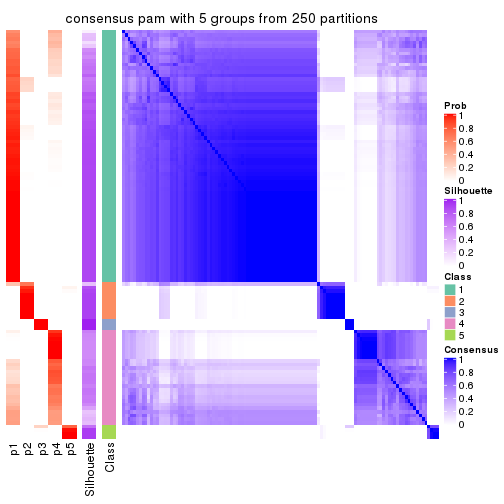 consensus pam with 5 groups from 250 partitions
Prob
1
0.8
0.6
0.4
0.2
0
Silhouette
1
0.8
0.6
0.4
0.2
0
Class
1
2
3
4
5
Consensus
1
0.8
0.6
0.4
0.2
0
p1
p2
p3
p4
p5
Silhouette
Class